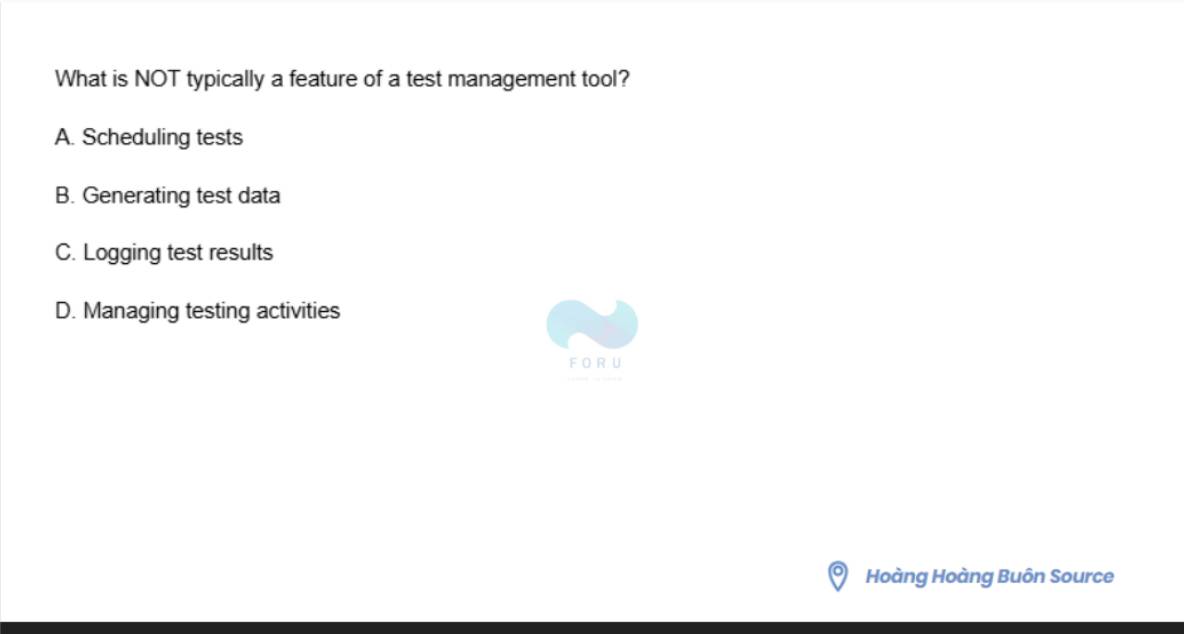 What is NOT typically a feature of a test management tool?
A. Scheduling tests
B. Generating test data
C. Logging test results
D. Managing testing activities
FORU
Hoàng Hoàng Buôn Source